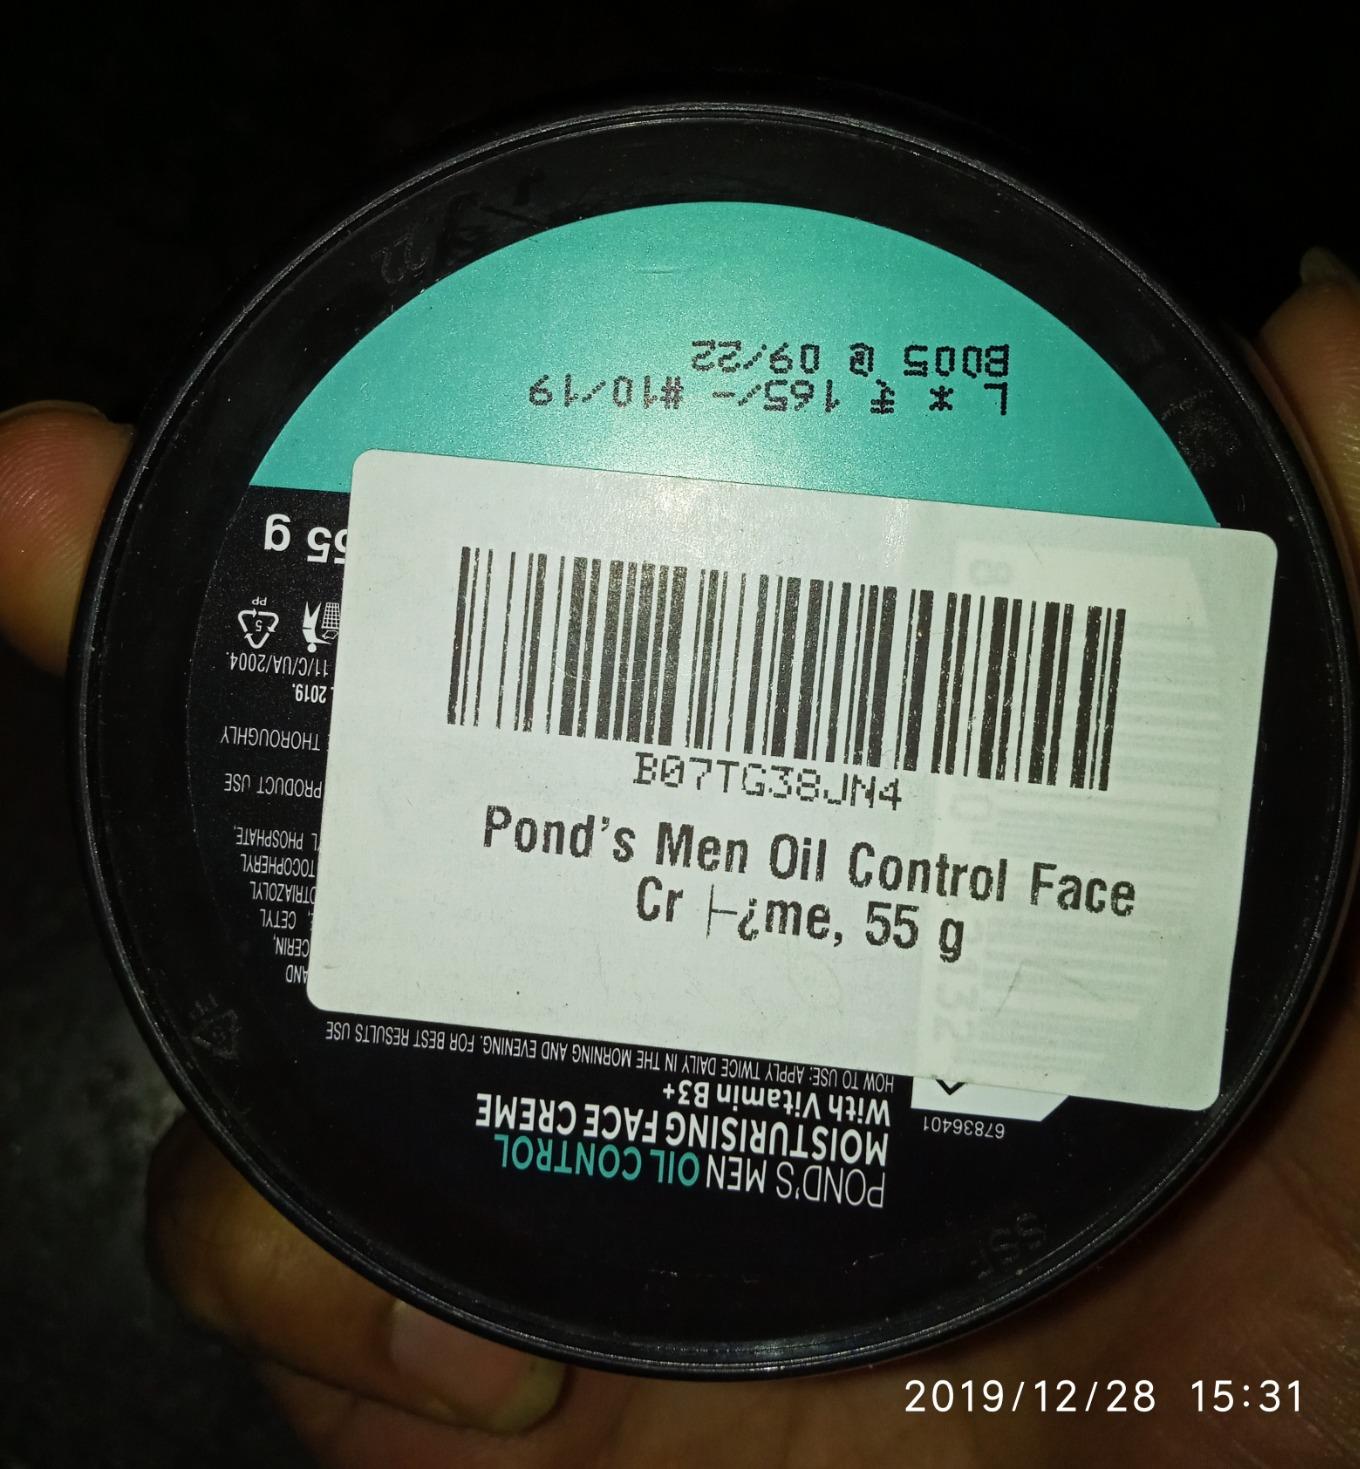 L * ₹ 165/- #10/19
B005 @ 09/22
B07TG38JN4
Pond's Men Oil Control Face
Cr ├¿me, 55 g
POND'S MEN OIL CONTROL
MOISTURISING FACE CREME
With Vitamin B3+
HOW TO USE: APPLY TWICE DAILY IN THE MORNING AND EVENING. FOR BEST RESULTS USE
AND
CETYL
TOCOPHERYL
PHOSPHATE,
PRODUCT USE
THOROUGHLY
2019.
11/C/UA/2004.
5
PP
55 g
67836401
2019/12/28 15:31